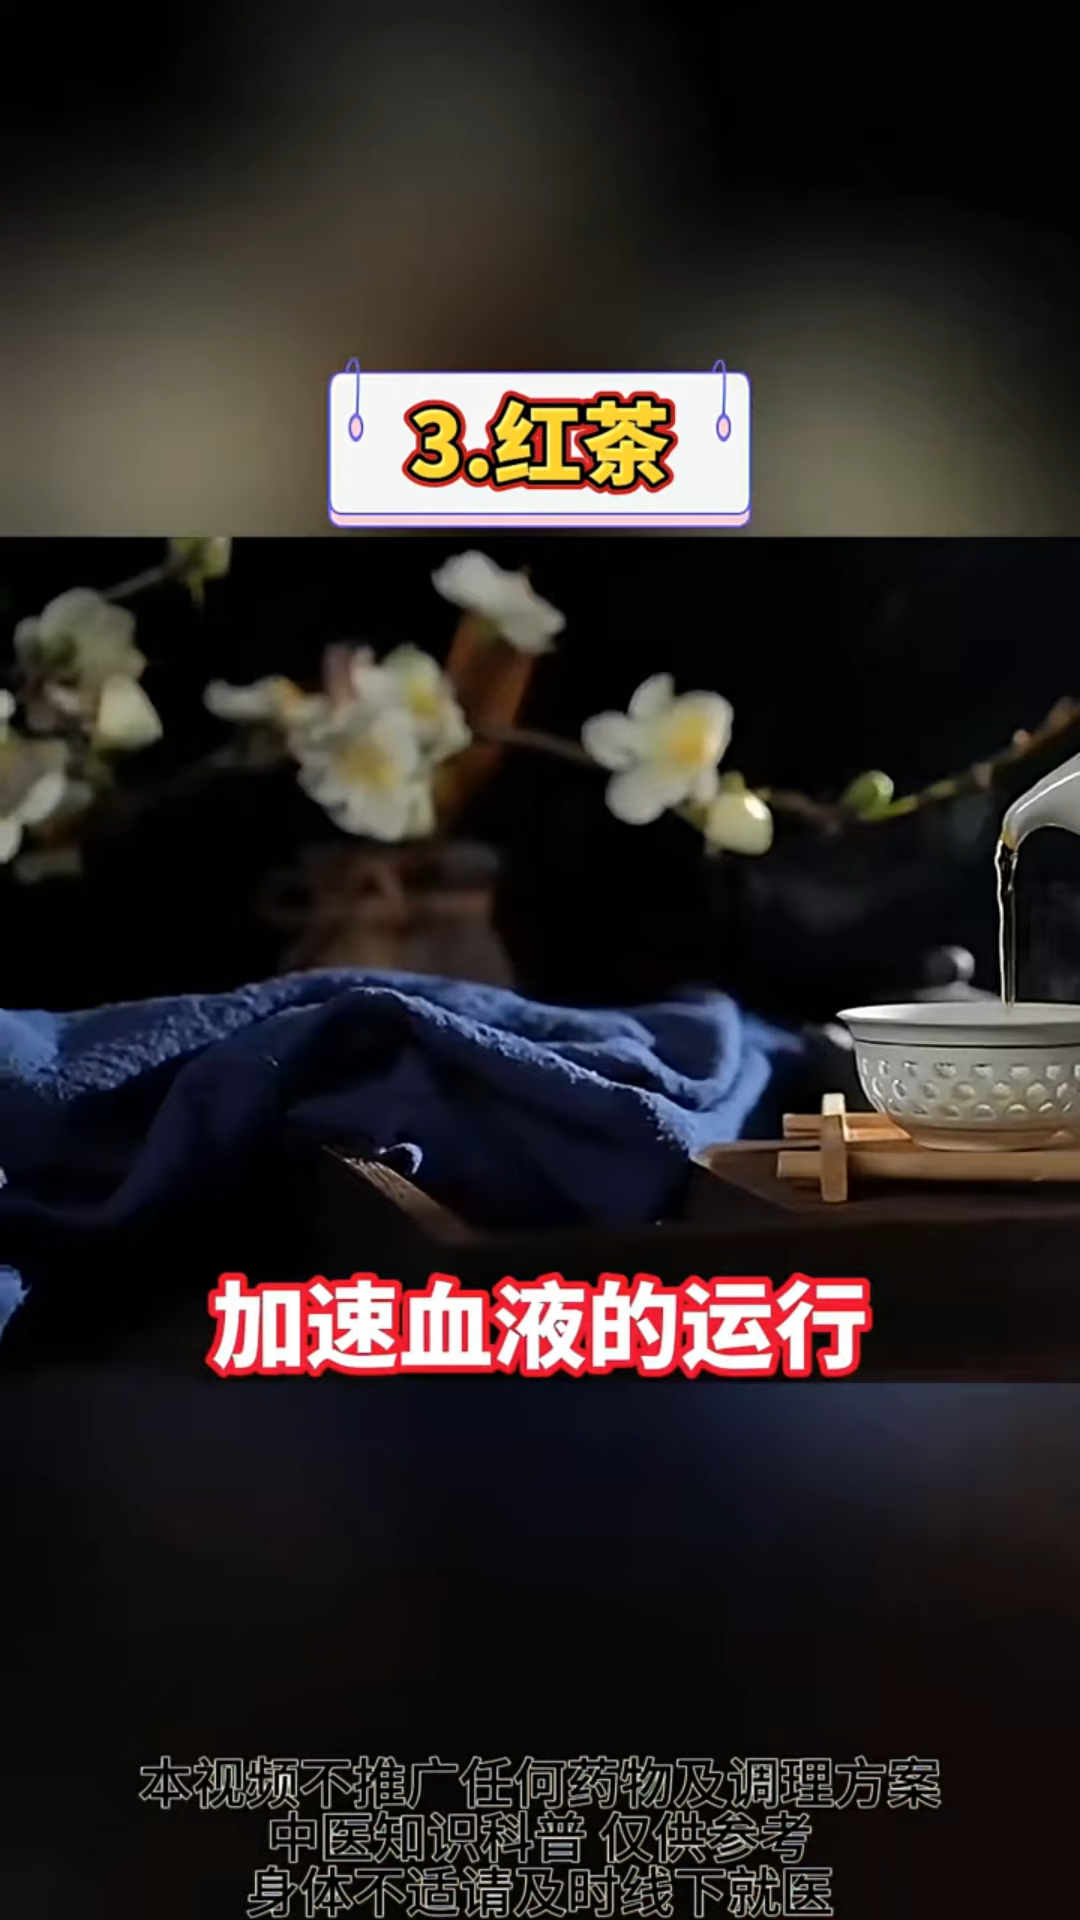 3.红茶
加速血液的运行
本视频不推广任何药物及调理方案
中医知识科普 仅供参考
身体不适请及时线下就医